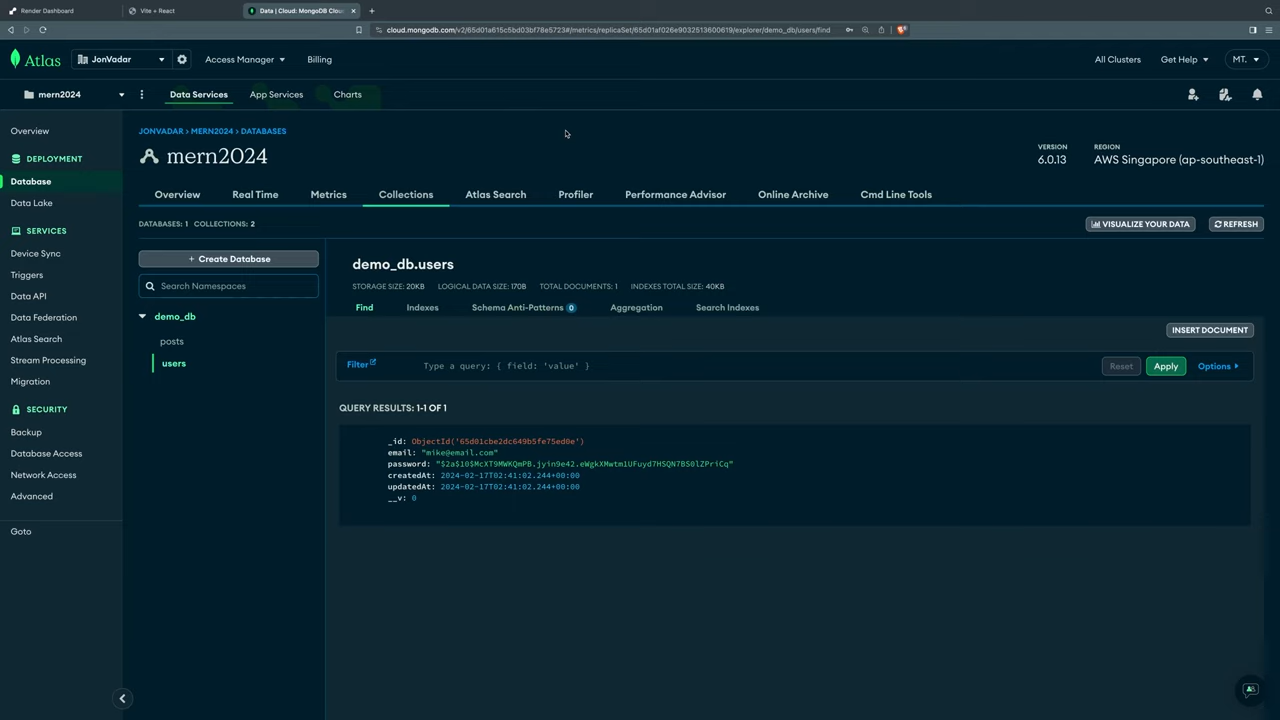 Render Dashboard
Vite + React
Data | Cloud: MongoDB Clou
cloud.mongodb.com/v2/65d01a615c5bd03bf78e5723#/metrics/replicaSet/65d01af026e9032513600619/explorer/demo_db/users/find
Atlas
JonVadar
Access Manager
Billing
All Clusters
Get Help
MT.
mern2024
Data Services
App Services
Charts
Overview
DEPLOYMENT
Database
Data Lake
SERVICES
Device Sync
Triggers
Data API
Data Federation
Atlas Search
Stream Processing
Migration
SECURITY
Backup
Database Access
Network Access
Advanced
Goto
JONVADAR > MERN2024 > DATABASES
mern2024
VERSION
6.0.13
REGION
AWS Singapore (ap-southeast-1)
Overview
Real Time
Metrics
Collections
Atlas Search
Profiler
Performance Advisor
Online Archive
Cmd Line Tools
DATABASES: 1 COLLECTIONS: 2
VISUALIZE YOUR DATA
REFRESH
+ Create Database
Search Namespaces
demo_db
posts
users
demo_db.users
STORAGE SIZE: 20KB LOGICAL DATA SIZE: 170B TOTAL DOCUMENTS: 1 INDEXES TOTAL SIZE: 40KB
Find
Indexes
Schema Anti-Patterns 0
Aggregation
Search Indexes
INSERT DOCUMENT
Filter
Type a query: { field: 'value' }
Reset
Apply
Options
QUERY RESULTS: 1-1 OF 1
_id: ObjectId('65d01cbe2dc649b5fe75ed0e')
email: "mike@email.com"
password: "$2a$10$McXT9MWKQmPB.jyin9e42.eWgkXMwtm1UFuyd7HSQN7BS0lZPriCq"
createdAt: 2024-02-17T02:41:02.244+00:00
updatedAt: 2024-02-17T02:41:02.244+00:00
__v: 0